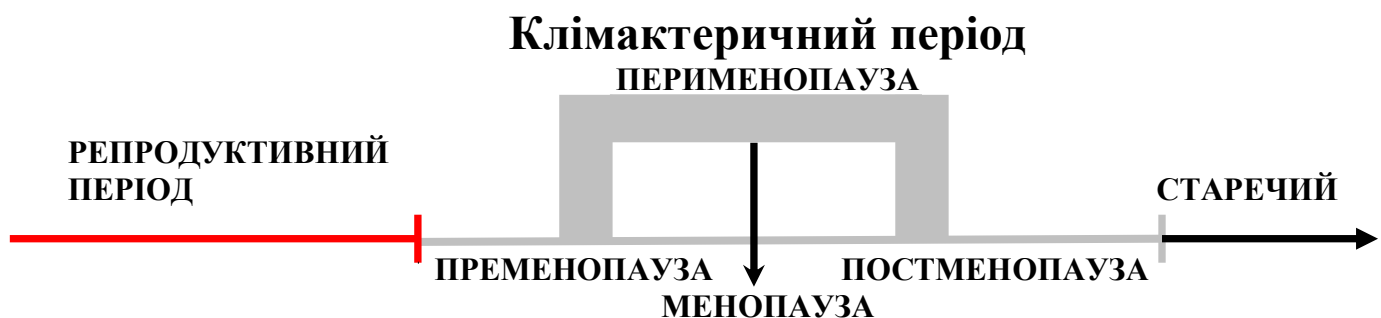 Клімактеричний період
ПЕРИМЕНОПАУЗА
РЕПРОДУКТИВНИЙ
ПЕРІОД
СТАРЕЧИЙ
ПРЕМЕНОПАУЗА
ПОСТМЕНОПАУЗА
МЕНОПАУЗА